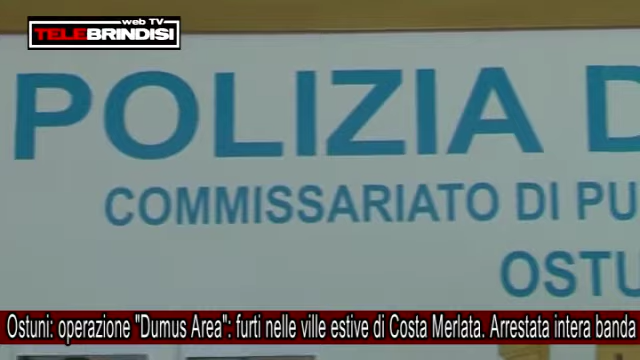 web TV
TELEBRINDISI
POLIZIA D
COMMISSARIATO DI PU
OSTU
Ostuni: operazione "Dumus Area": furti nelle ville estive di Costa Merlata. Arrestata intera banda